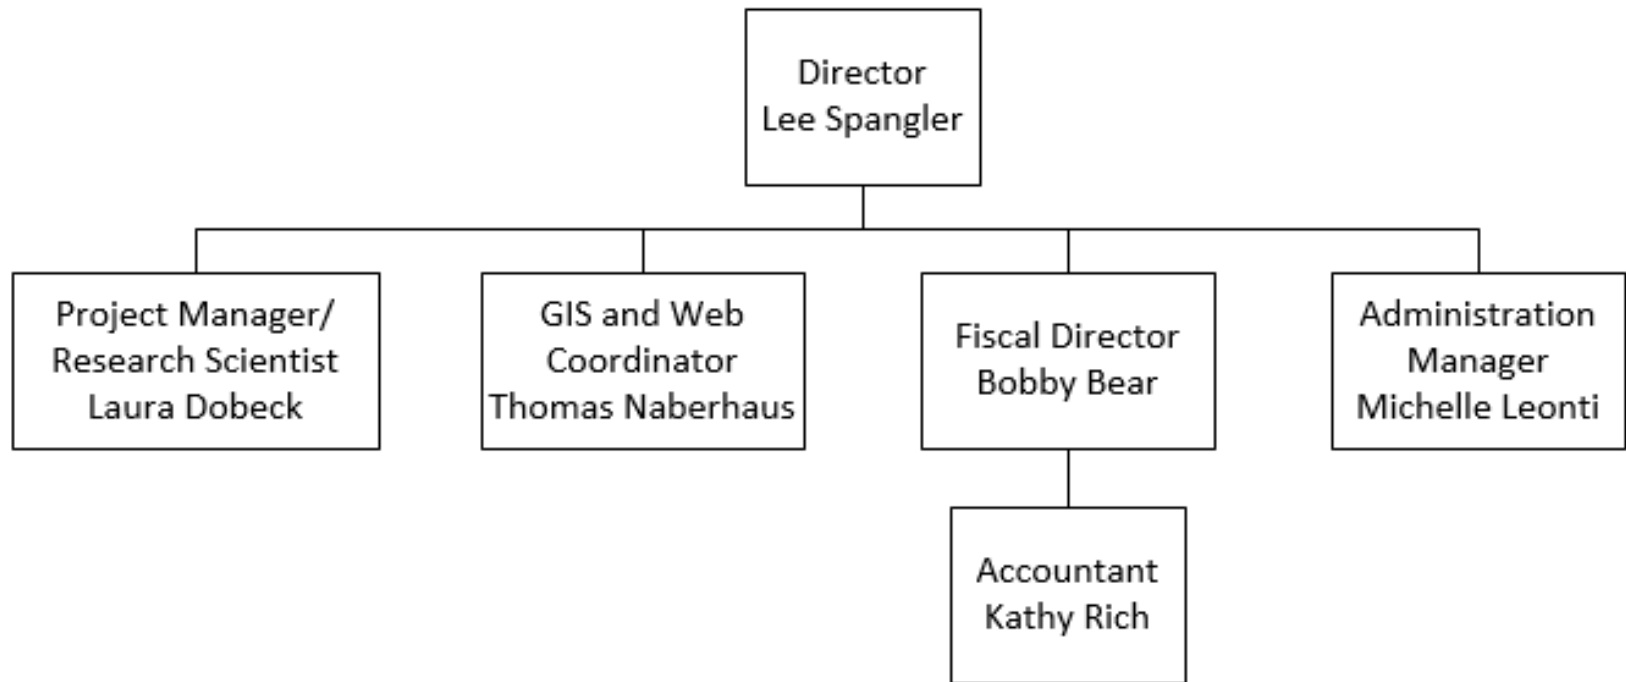 Director
Lee Spangler
Project Manager/
Research Scientist
Laura Dobeck
GIS and Web
Coordinator
Thomas Naberhaus
Fiscal Director
Bobby Bear
Administration
Manager
Michelle Leonti
Accountant
Kathy Rich